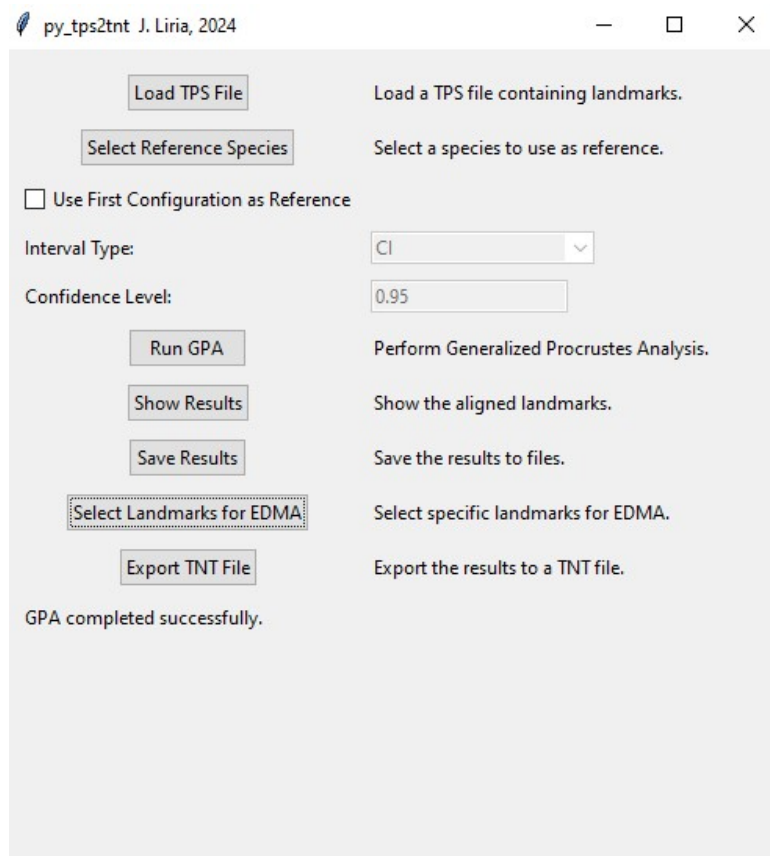 py_tps2tnt J. Liria, 2024
Load TPS File Load a TPS file containing landmarks.
Select Reference Species Select a species to use as reference.
Use First Configuration as Reference
Interval Type: CI
Confidence Level: 0.95
Run GPA Perform Generalized Procrustes Analysis.
Show Results Show the aligned landmarks.
Save Results Save the results to files.
Select Landmarks for EDMA Select specific landmarks for EDMA.
Export TNT File Export the results to a TNT file.
GPA completed successfully.